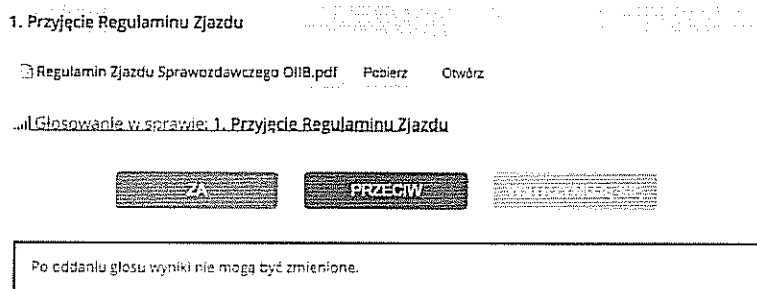 1. Przyjęcie Regulaminu Zjazdu
Regulamin Zjazdu Sprawozdawczego OIIB.pdf Pobierz Otwórz
Głosowanie w sprawie: 1. Przyjęcie Regulaminu Zjazdu
ZA PRZECIW
Po oddaniu głosu wyniki nie mogą być zmienione.